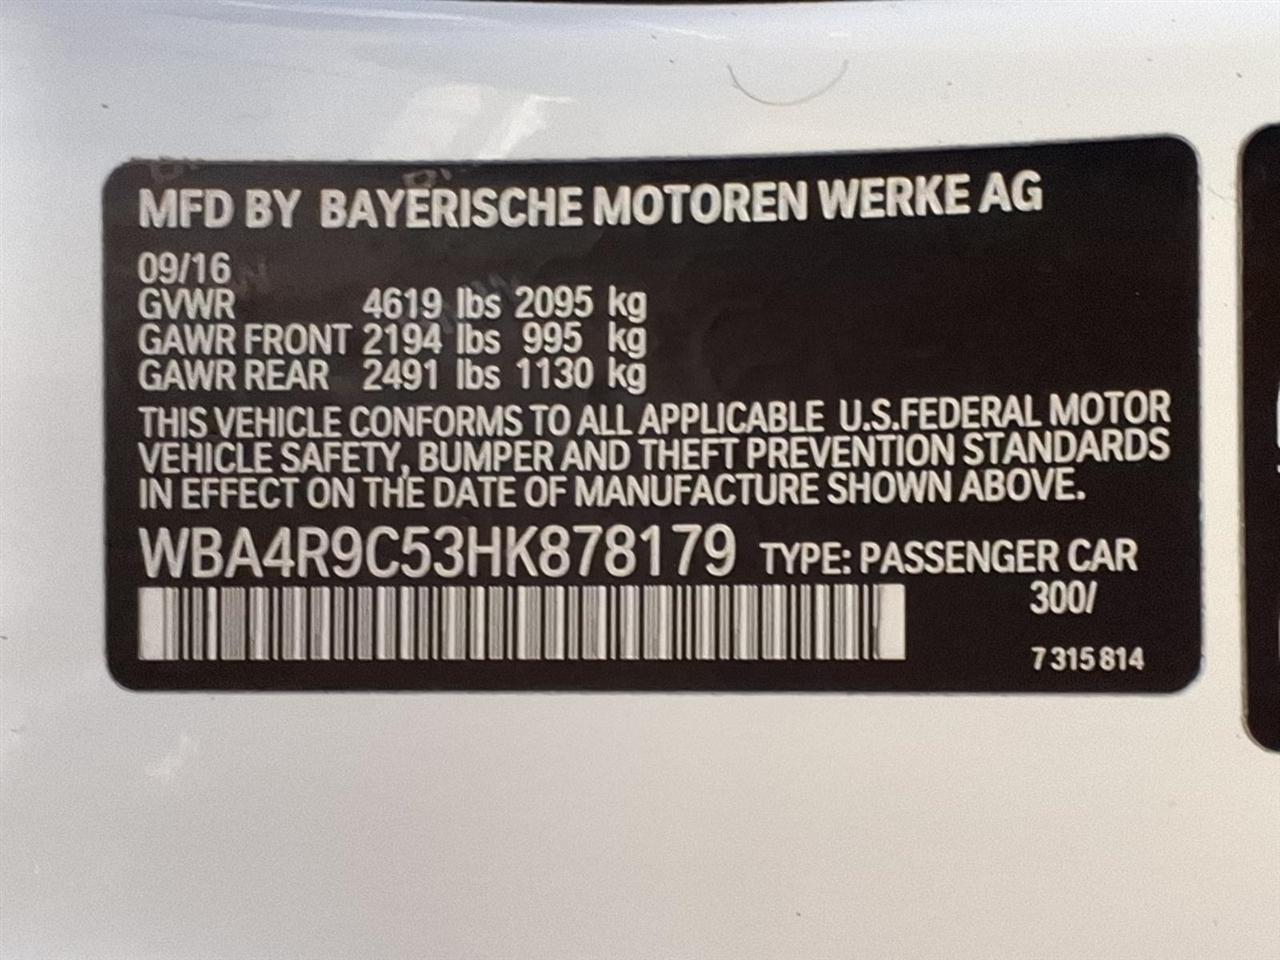 MFD BY BAYERISCHE MOTOREN WERKE AG
09/16
GVWR 4619 lbs 2095 kg
GAWR FRONT 2194 lbs 995 kg
GAWR REAR 2491 lbs 1130 kg
THIS VEHICLE CONFORMS TO ALL APPLICABLE U.S.FEDERAL MOTOR
VEHICLE SAFETY, BUMPER AND THEFT PREVENTION STANDARDS
IN EFFECT ON THE DATE OF MANUFACTURE SHOWN ABOVE.
WBA4R9C53HK878179 TYPE: PASSENGER CAR
300/
7 315 814